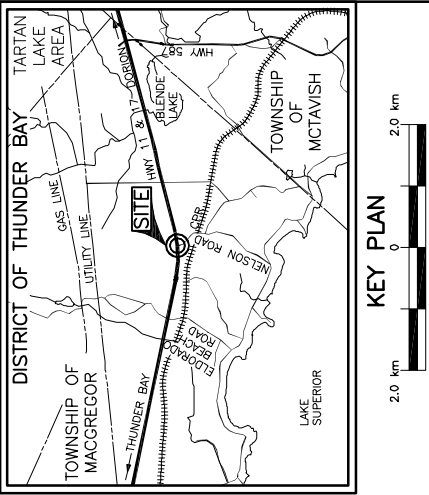 DISTRICT OF THUNDER BAY
TARTAN
LAKE
AREA
GAS LINE
UTILITY LINE
TOWNSHIP OF
MACGREGOR
HWY 11 & 17
DORION
HWY 587
BLENDE
LAKE
SITE
THUNDER BAY
CPR
TOWNSHIP
OF
MCTAVISH
NELSON ROAD
ELDORADO
BEACH
ROAD
LAKE
SUPERIOR
KEY PLAN
2.0 km
0
2.0 km